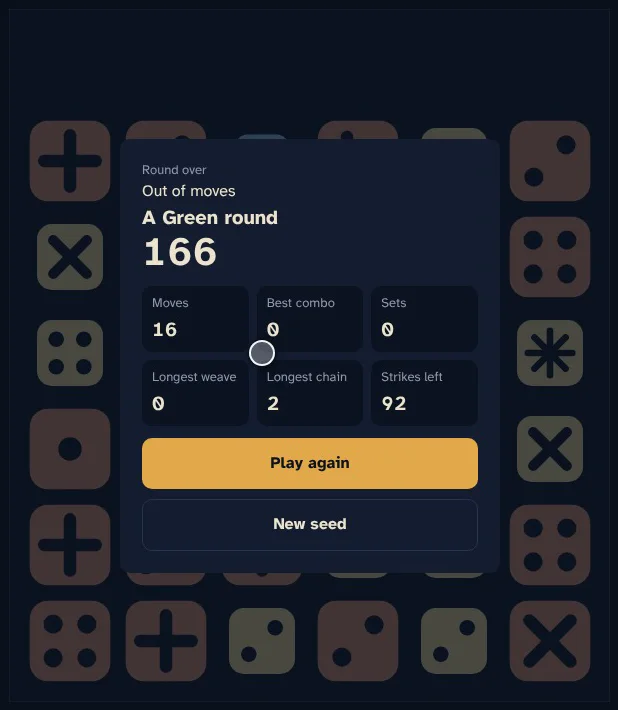 Round over
Out of moves
A Green round
166
Moves
Best combo
Sets
16
0
0
Longest weave
Longest chain
Strikes left
0
2
92
Play again
New seed